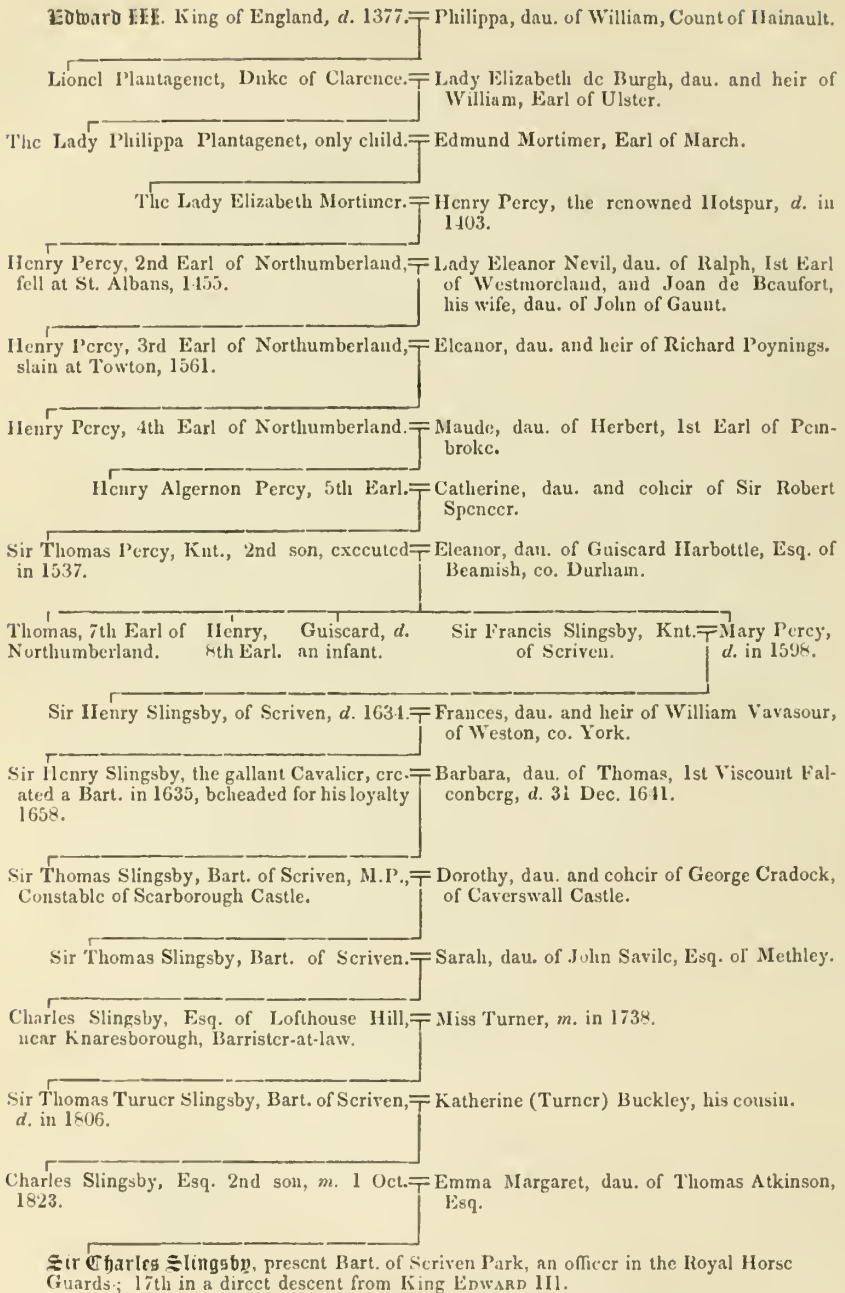 Edward III. King of England, d. 1377. = Philippa, dau. of William, Count of Hainault.
Lionel Plantagenet, Duke of Clarence. = Lady Elizabeth de Burgh, dau. and heir of
William, Earl of Ulster.
The Lady Philippa Plantagenet, only child. = Edmund Mortimer, Earl of March.
The Lady Elizabeth Mortimer. = Henry Percy, the renowned Hotspur, d. in
1403.
Henry Percy, 2nd Earl of Northumberland, = Lady Eleanor Nevil, dau. of Ralph, 1st Earl
fell at St. Albans, 1455. of Westmoreland, and Joan de Beaufort,
his wife, dau. of John of Gaunt.
Henry Percy, 3rd Earl of Northumberland, = Eleanor, dau. and heir of Richard Poynings.
slain at Towton, 1561.
Henry Percy, 4th Earl of Northumberland. = Maude, dau. of Herbert, 1st Earl of Pem-
broke.
Henry Algernon Percy, 5th Earl. = Catherine, dau. and coheir of Sir Robert
Spencer.
Sir Thomas Percy, Knt., 2nd son, executed = Eleanor, dau. of Guiscard Harbottle, Esq. of
in 1537. Beamish, co. Durham.
Thomas, 7th Earl of Henry, Guiscard, d. Sir Francis Slingsby, Knt. = Mary Percy,
Northumberland. 8th Earl. an infant. of Scriven. d. in 1598.
Sir Henry Slingsby, of Scriven, d. 1634. = Frances, dau. and heir of William Vavasour,
of Weston, co. York.
Sir Henry Slingsby, the gallant Cavalier, cre- = Barbara, dau. of Thomas, 1st Viscount Fal-
ated a Bart. in 1635, beheaded for his loyalty conberg, d. 31 Dec. 1641.
1658.
Sir Thomas Slingsby, Bart. of Scriven, M.P., = Dorothy, dau. and coheir of George Cradock,
Constable of Scarborough Castle. of Caverswall Castle.
Sir Thomas Slingsby, Bart. of Scriven. = Sarah, dau. of John Savile, Esq. of Methley.
Charles Slingsby, Esq. of Lofthouse Hill, = Miss Turner, m. in 1738.
near Knaresborough, Barrister-at-law.
Sir Thomas Turner Slingsby, Bart. of Scriven, = Katherine (Turner) Buckley, his cousin.
d. in 1806.
Charles Slingsby, Esq. 2nd son, m. 1 Oct. = Emma Margaret, dau. of Thomas Atkinson,
1823. Esq.
Sir Charles Slingsby, present Bart. of Scriven Park, an officer in the Royal Horse
Guards; 17th in a direct descent from King EDWARD III.